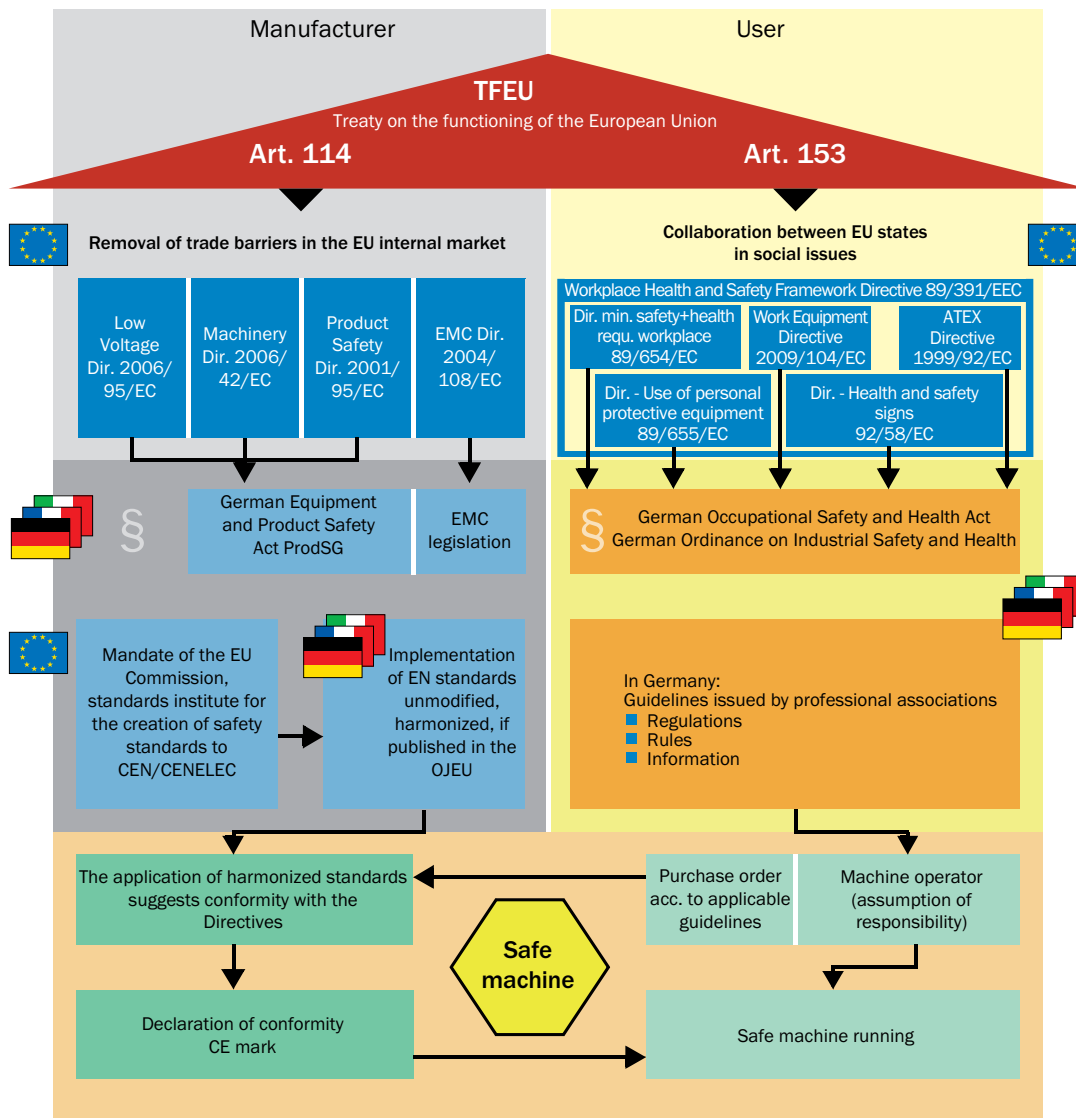 Manufacturer
User
TFEU
Treaty on the functioning of the European Union
Art. 114
Art. 153
Removal of trade barriers in the EU internal market
Collaboration between EU states
in social issues
Low
Voltage
Dir. 2006/
95/EC
Machinery
Dir. 2006/
42/EC
Product
Safety
Dir. 2001/
95/EC
EMC Dir.
2004/
108/EC
Workplace Health and Safety Framework Directive 89/391/EEC
Dir. min. safety+health
requ. workplace
89/654/EC
Work Equipment
Directive
2009/104/EC
ATEX
Directive
1999/92/EC
Dir. - Use of personal
protective equipment
89/655/EC
Dir. - Health and safety
signs
92/58/EC
§
German Equipment
and Product Safety
Act ProdSG
EMC
legislation
§
German Occupational Safety and Health Act
German Ordinance on Industrial Safety and Health
Mandate of the EU
Commission,
standards institute for
the creation of safety
standards to
CEN/CENELEC
Implementation
of EN standards
unmodified,
harmonized, if
published in the
OJEU
In Germany:
Guidelines issued by professional associations
Regulations
Rules
Information
The application of harmonized standards
suggests conformity with the
Directives
Purchase order
acc. to applicable
guidelines
Machine operator
(assumption of
responsibility)
Safe
machine
Declaration of conformity
CE mark
Safe machine running